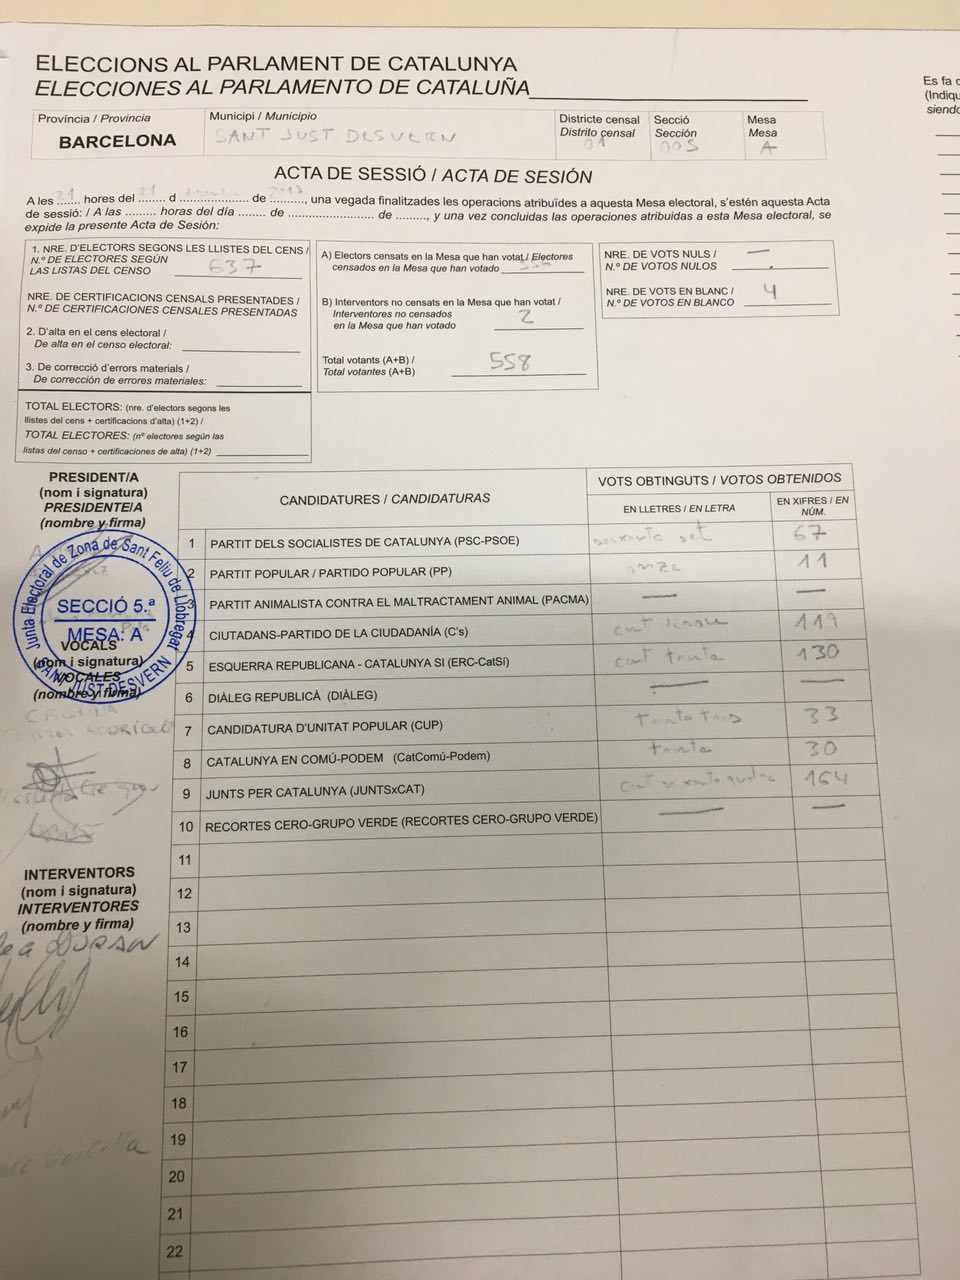 ELECCIONS AL PARLAMENT DE CATALUNYA
ELECCIONES AL PARLAMENTO DE CATALUÑA
Es fa
(Indiqu
siendo
Província / Provincia
BARCELONA
Municipi / Municipio
SANT JUST DESVERN
Districte censal
Distrito censal
01
Secció
Sección
005
Mesa
Mesa
A
ACTA DE SESSIÓ / ACTA DE SESIÓN
A les 21 hores del 21 d ........ de 2017, una vegada finalitzades les operacions atribuïdes a aquesta Mesa electoral, s'estén aquesta Acta
de sessió: / A las ......... horas del día ....... de ........................ de ........., y una vez concluidas las operaciones atribuidas a esta Mesa electoral, se
expide la presente Acta de Sesión:
1. NRE. D'ELECTORS SEGONS LES LLISTES DEL CENS /
N.º DE ELECTORES SEGÚN
LAS LISTAS DEL CENSO 637
NRE. DE CERTIFICACIONS CENSALS PRESENTADES /
N.º DE CERTIFICACIONES CENSALES PRESENTADAS
2. D'alta en el cens electoral /
De alta en el censo electoral:
3. De correcció d'errors materials /
De corrección de errores materiales:
TOTAL ELECTORS: (nre. d'electors segons les
llistes del cens + certificacions d'alta) (1+2) /
TOTAL ELECTORES: (nº electores según las
listas del censo + certificaciones de alta) (1+2)
A) Electors censats en la Mesa que han votat / Electores
censados en la Mesa que han votado 556
B) Interventors no censats en la Mesa que han votat /
Interventores no censados
en la Mesa que han votado 2
Total votants (A+B) /
Total votantes (A+B) 558
NRE. DE VOTS NULS / —
N.º DE VOTOS NULOS
NRE. DE VOTS EN BLANC / 4
N.º DE VOTOS EN BLANCO
PRESIDENT/A
(nom i signatura)
PRESIDENTE/A
(nombre y firma)
Junta Electoral de Zona de Sant Feliu de Llobregat
SECCIÓ 5.ª
MESA: A
SANT JUST DESVERN
VOCALS
(nom i signatura)
VOCALES
(nombre y firma)
RODRÍGUEZ
INTERVENTORS
(nom i signatura)
INTERVENTORES
(nombre y firma)
DURAN
CANDIDATURES / CANDIDATURAS
VOTS OBTINGUTS / VOTOS OBTENIDOS
EN LLETRES / EN LETRA
EN XIFRES / EN
NÚM.
1 PARTIT DELS SOCIALISTES DE CATALUNYA (PSC-PSOE) seixanta set 67
2 PARTIT POPULAR / PARTIDO POPULAR (PP) onze 11
3 PARTIT ANIMALISTA CONTRA EL MALTRACTAMENT ANIMAL (PACMA) — —
4 CIUTADANS-PARTIDO DE LA CIUDADANÍA (C's) cent 119
5 ESQUERRA REPUBLICANA - CATALUNYA SI (ERC-CatSí) cent trenta 130
6 DIÀLEG REPUBLICÀ (DIÀLEG) — —
7 CANDIDATURA D'UNITAT POPULAR (CUP) trenta tres 33
8 CATALUNYA EN COMÚ-PODEM (CatComú-Podem) trenta 30
9 JUNTS PER CATALUNYA (JUNTSxCAT) cent seixanta quatre 164
10 RECORTES CERO-GRUPO VERDE (RECORTES CERO-GRUPO VERDE) — —
11
12
13
14
15
16
17
18
19
20
21
22